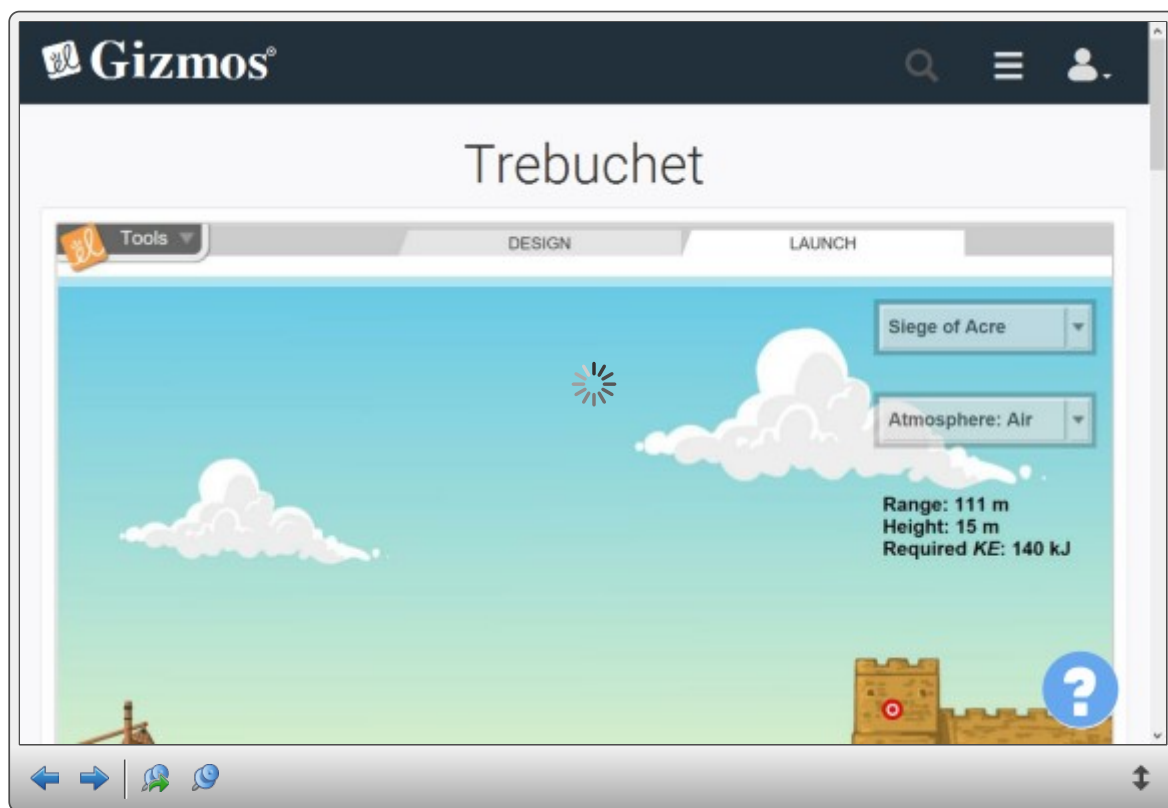 Gizmos®
Trebuchet
Tools
DESIGN
LAUNCH
Siege of Acre
Atmosphere: Air
Range: 111 m
Height: 15 m
Required KE: 140 kJ
?